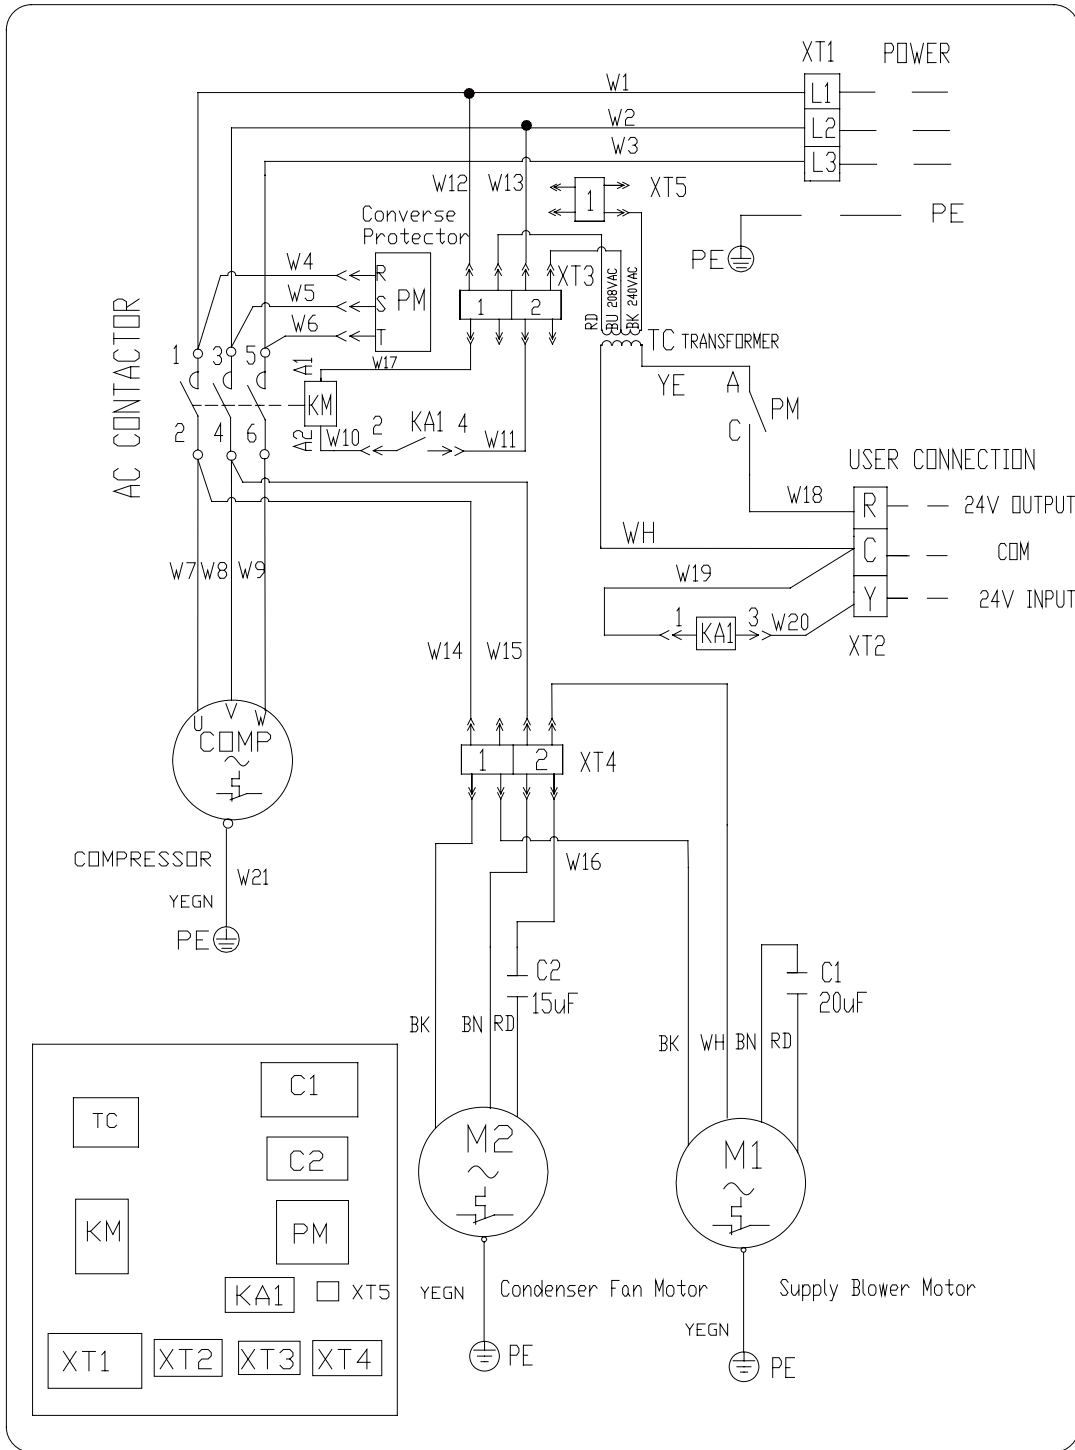 XT1 POWER
W1 L1
W2 L2
W3 L3
W12 W13 1 XT5
Converse
Protector
PE
PE
W4 R
W5 S PM
W6 T
XT3
1 2
RD
BU 208VAC
BK 240VAC
TC TRANSFORMER
AC CONTACTOR
1 3 5
A1 W17
KM
A2
YE A PM
C
2 4 6
W10 2 KA1 4 W11
USER CONNECTION
W18 R 24V OUTPUT
WH C COM
W19
Y 24V INPUT
1 KA1 3 W20
XT2
W7 W8 W9
W14 W15
U V W
COMP
1 2 XT4
COMPRESSOR
W21
YEGN
PE
W16
C2
15uF
C1
20uF
BK BN RD
BK WH BN RD
M2
M1
YEGN Condenser Fan Motor
Supply Blower Motor
YEGN
PE
PE
C1
TC
C2
KM PM
KA1 XT5
XT1 XT2 XT3 XT4